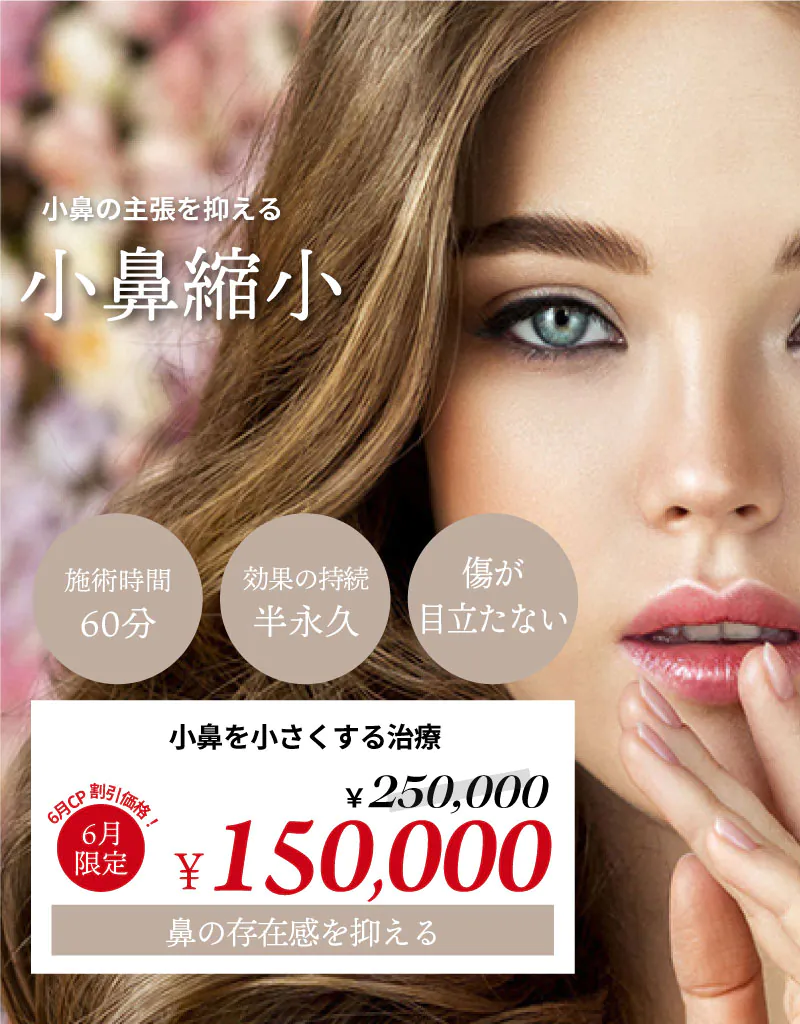 小鼻の主張を抑える
小鼻縮小
施術時間
60分
効果の持続
半永久
傷が
目立たない
小鼻を小さくする治療
¥250,000
6月CP 割引価格！
6月
限定
¥150,000
鼻の存在感を抑える